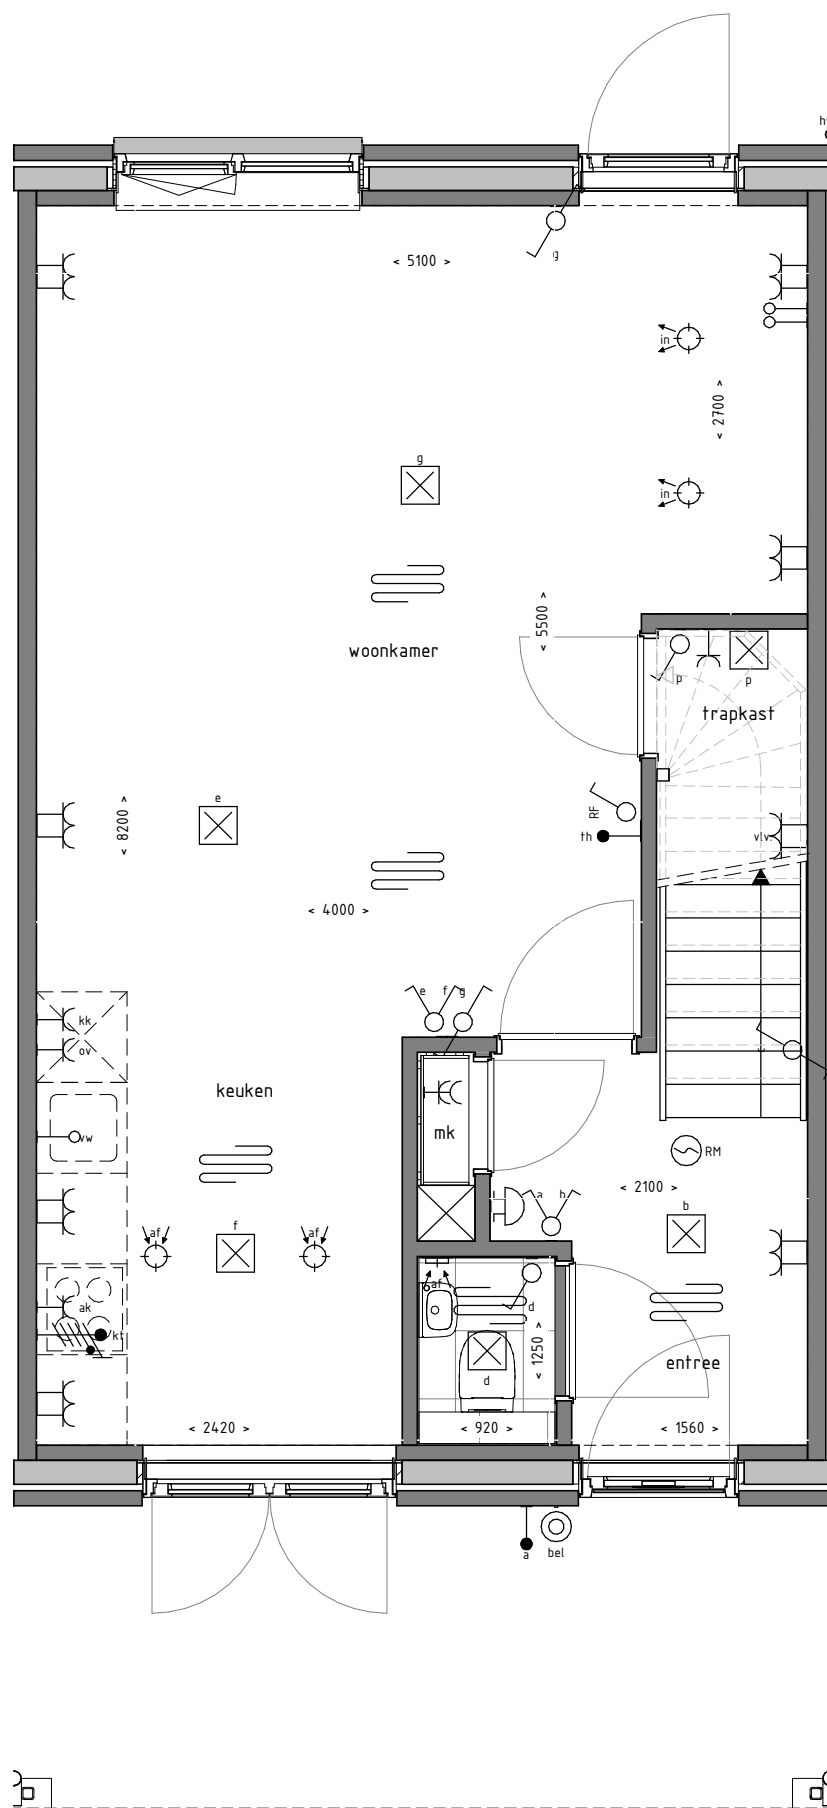 < 5100 >
g
in
< 2700 >
g
in
< 5500 >
woonkamer
p
p
trapkast
e
< 8200 >
RF
th
vlv.
< 4000 >
e f g
kk
ov
keuken
mk
vw
RM
< 2100 >
a b
b
af
f
af
af
d
ak
kt
< 1250 >
entree
d
< 2420 >
< 920 >
< 1560 >
a
bel